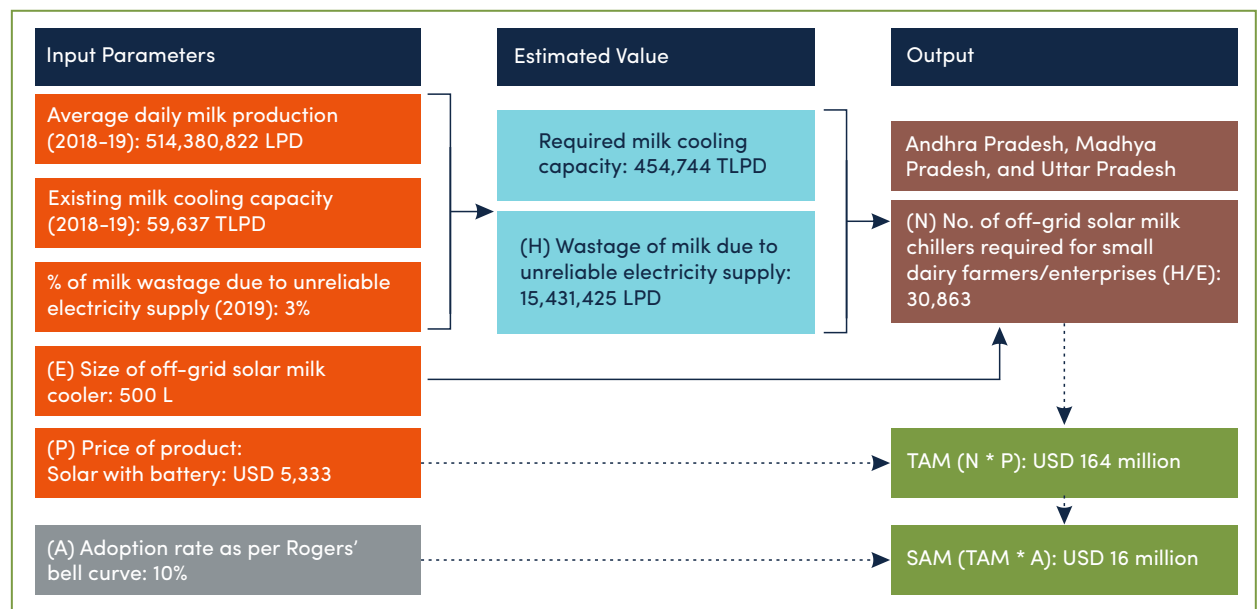 Input Parameters
Average daily milk production
(2018-19): 514,380,822 LPD
Existing milk cooling capacity
(2018-19): 59,637 TLPD
% of milk wastage due to unreliable
electricity supply (2019): 3%
(E) Size of off-grid solar milk
cooler: 500 L
(P) Price of product:
Solar with battery: USD 5,333
(A) Adoption rate as per Rogers’
bell curve: 10%
Estimated Value
Required milk cooling
capacity: 454,744 TLPD
(H) Wastage of milk due to
unreliable electricity supply:
15,431,425 LPD
Output
Andhra Pradesh, Madhya
Pradesh, and Uttar Pradesh
(N) No. of off-grid solar milk
chillers required for small
dairy farmers/enterprises (H/E):
30,863
TAM (N * P): USD 164 million
SAM (TAM * A): USD 16 million